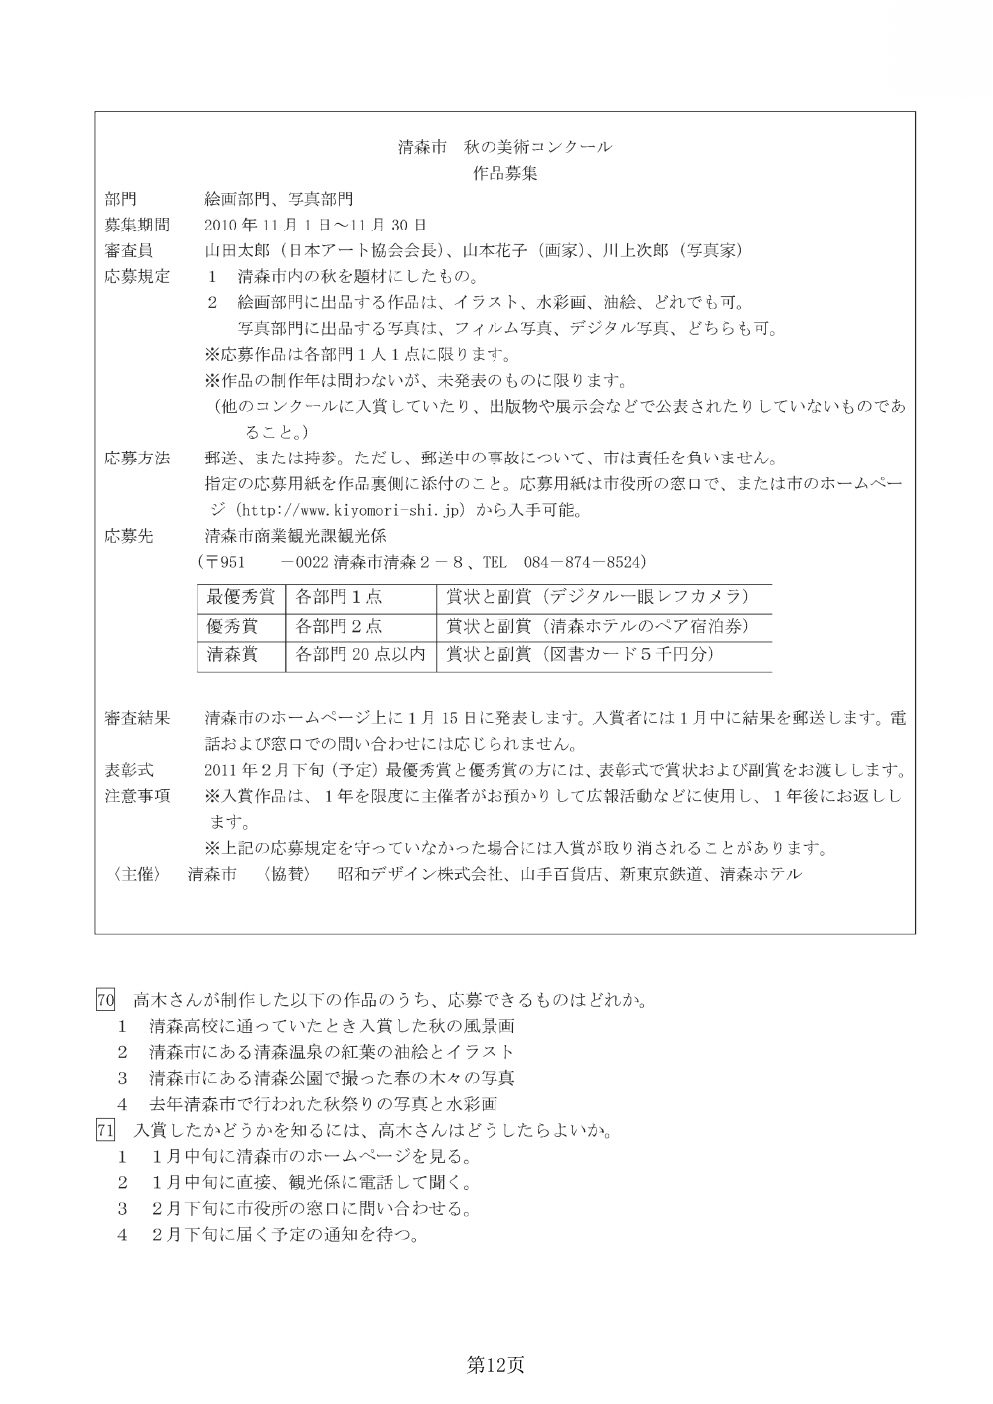 清森市　秋の美術コンクール
作品募集
部門　絵画部門、写真部門
募集期間　2010 年 11 月 1 日～11 月 30 日
審査員　山田太郎（日本アート協会会長）、山本花子（画家）、川上次郎（写真家）
応募規定　１　清森市内の秋を題材にしたもの。
２　絵画部門に出品する作品は、イラスト、水彩画、油絵、どれでも可。
写真部門に出品する写真は、フィルム写真、デジタル写真、どちらも可。
※応募作品は各部門１人１点に限ります。
※作品の制作年は問わないが、未発表のものに限ります。
（他のコンクールに入賞していたり、出版物や展示会などで公表されたりしていないものであ
ること。）
応募方法　郵送、または持参。ただし、郵送中の事故について、市は責任を負いません。
指定の応募用紙を作品裏側に添付のこと。応募用紙は市役所の窓口で、または市のホームペー
ジ（http://www.kiyomori-shi.jp）から入手可能。
応募先　清森市商業観光課観光係
（〒951　－0022 清森市清森２－８、TEL　084－874－8524）
最優秀賞　各部門１点　賞状と副賞（デジタル一眼レフカメラ）
優秀賞　各部門２点　賞状と副賞（清森ホテルのペア宿泊券）
清森賞　各部門 20 点以内　賞状と副賞（図書カード５千円分）
審査結果　清森市のホームページ上に１月 15 日に発表します。入賞者には１月中に結果を郵送します。電
話および窓口での問い合わせには応じられません。
表彰式　2011 年２月下旬（予定）最優秀賞と優秀賞の方には、表彰式で賞状および副賞をお渡しします。
注意事項　※入賞作品は、１年を限度に主催者がお預かりして広報活動などに使用し、１年後にお返しし
ます。
※上記の応募規定を守っていなかった場合には入賞が取り消されることがあります。
〈主催〉　清森市　〈協賛〉　昭和デザイン株式会社、山手百貨店、新東京鉄道、清森ホテル
70　高木さんが制作した以下の作品のうち、応募できるものはどれか。
１　清森高校に通っていたとき入賞した秋の風景画
２　清森市にある清森温泉の紅葉の油絵とイラスト
３　清森市にある清森公園で撮った春の木々の写真
４　去年清森市で行われた秋祭りの写真と水彩画
71　入賞したかどうかを知るには、高木さんはどうしたらよいか。
１　１月中旬に清森市のホームページを見る。
２　１月中旬に直接、観光係に電話して聞く。
３　２月下旬に市役所の窓口に問い合わせる。
４　２月下旬に届く予定の通知を待つ。
第12页